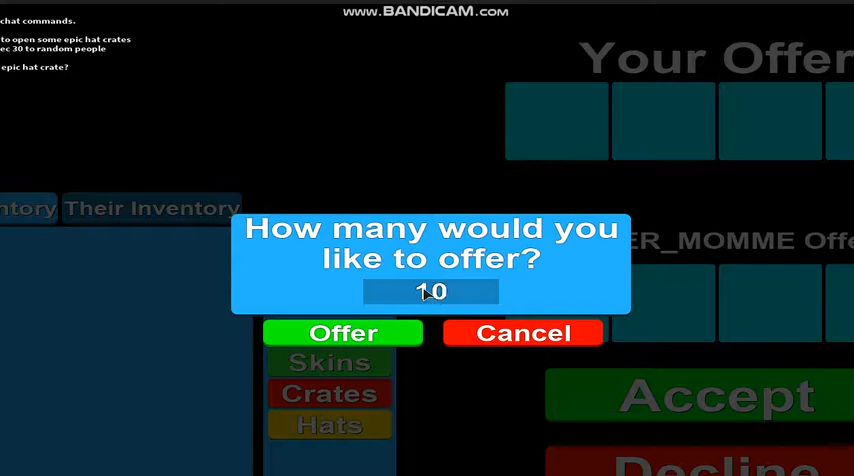 www.BANDICAM.com
chat commands.
to open some epic hat crates
ec 30 to random people
epic hat crate?
Your Offer
ntory
Their Inventory
How many would you
like to offer?
10
ER_MOMME Offe
Offer
Cancel
Skins
Crates
Hats
Accept
Decline